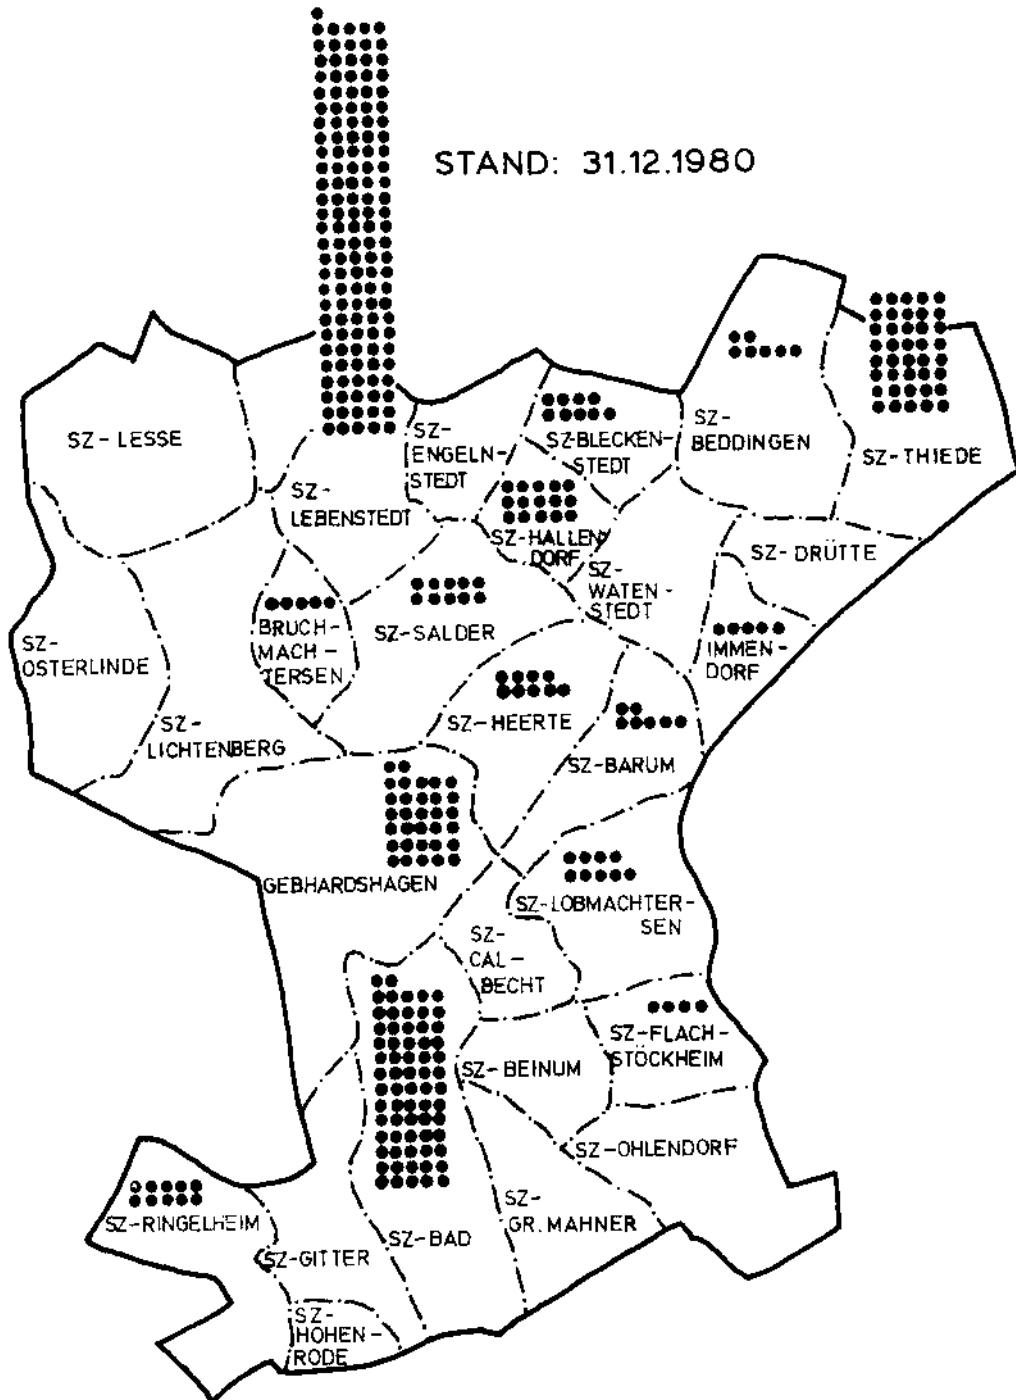 STAND: 31.12.1980
SZ-LESSE
SZ-
LEBENSTEDT
SZ-
ENGELN-
STEDT
SZ-BLECKEN-
STEDT
SZ-
BEDDINGEN
SZ-THIEDE
SZ-HALLEN
DORF
SZ-
WATEN-
STEDT
SZ-DRÜTTE
IMMEN-
DORF
SZ-
OSTERLINDE
BRUCH-
MACH-
TERSEN
SZ-SALDER
SZ-
LICHTENBERG
SZ-HEERTE
SZ-BARUM
GEBHARDSHAGEN
SZ-LOBMACHTER-
SEN
SZ-
CAL-
BECHT
SZ-FLACH-
STÖCKHEIM
SZ-BEINUM
SZ-OHLENDORF
SZ-
GR. MAHNER
SZ-RINGELHEIM
SZ-GITTER
SZ-BAD
SZ-
HOHEN-
RODE